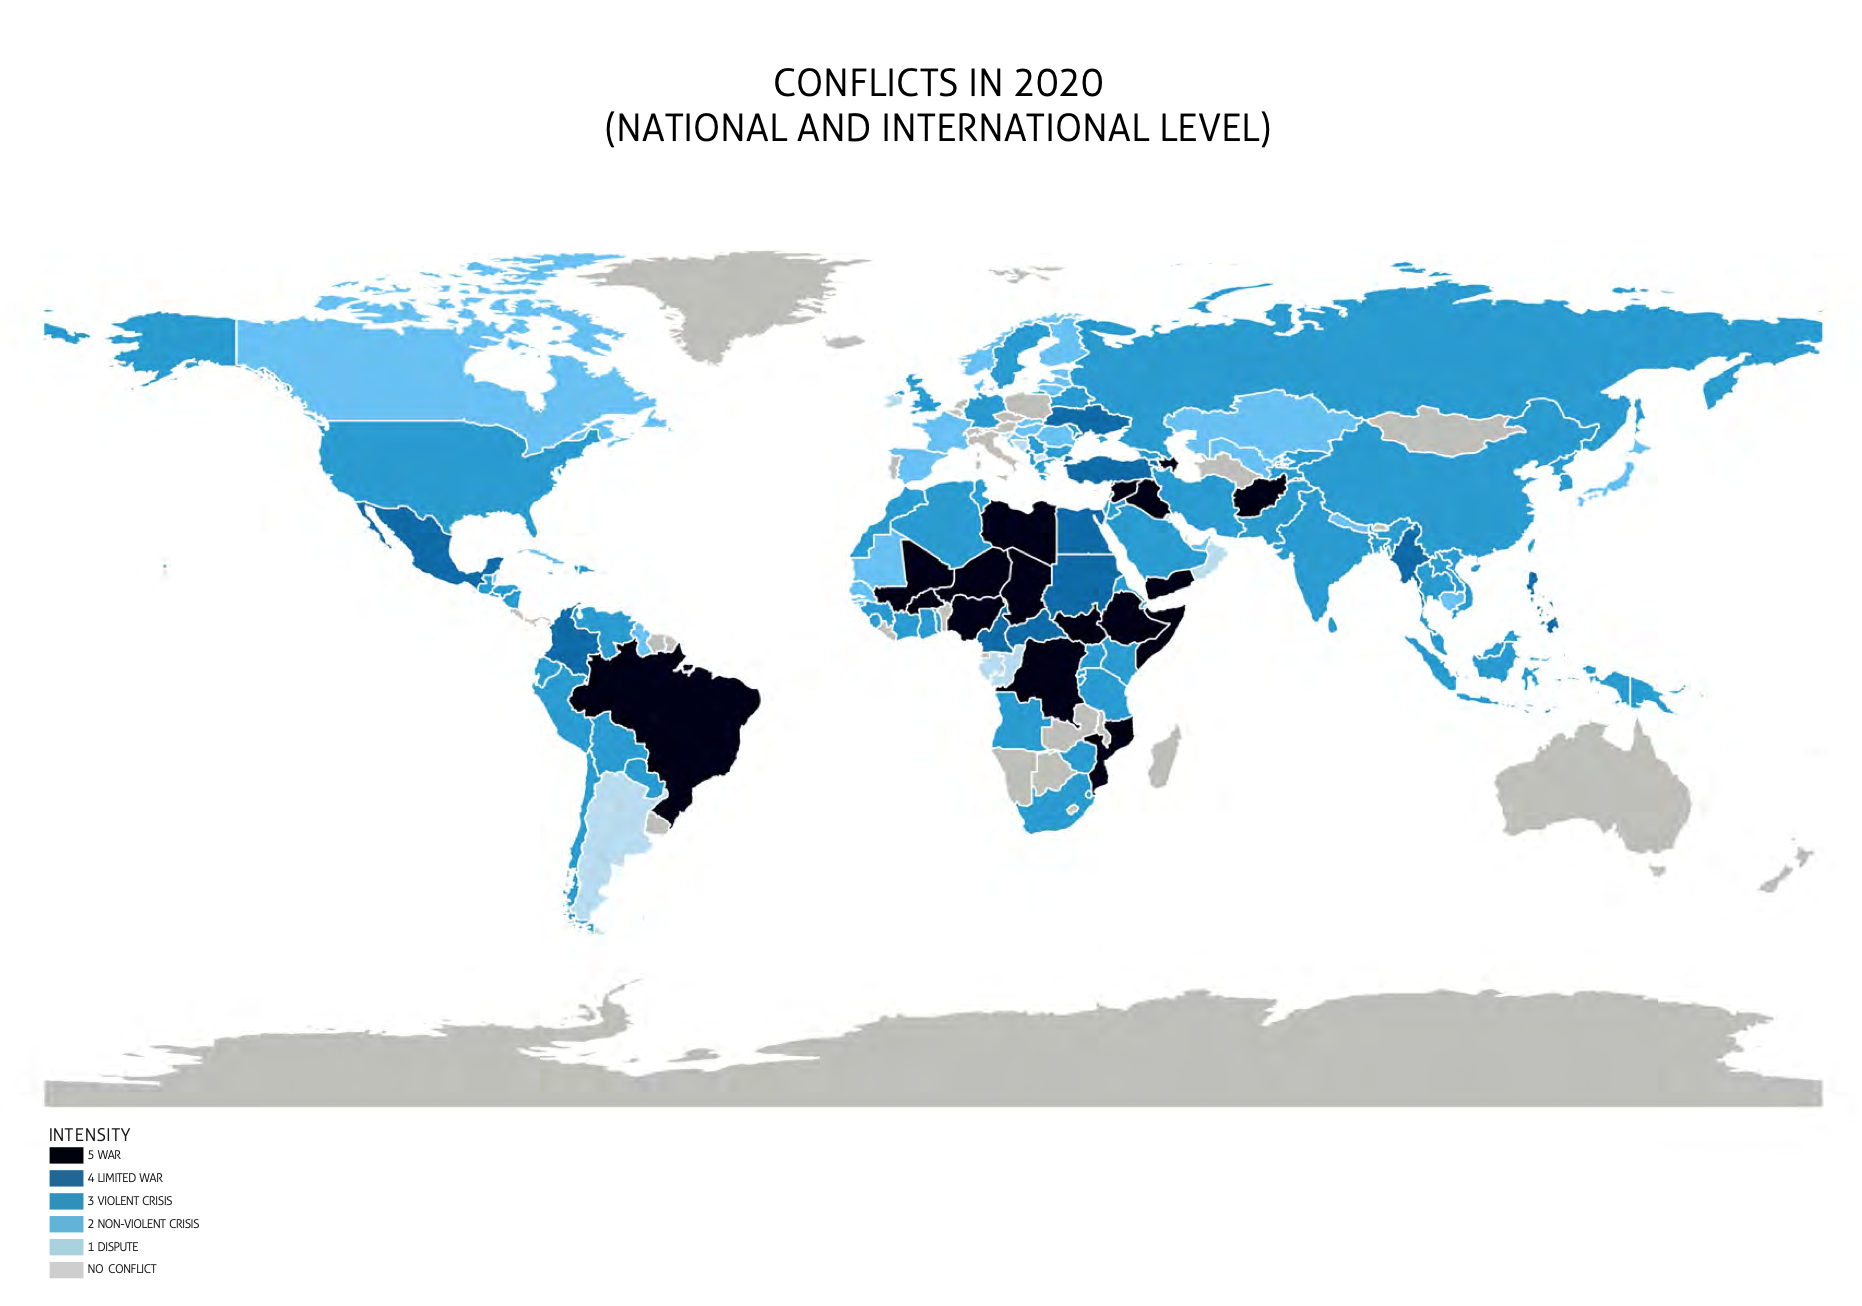 CONFLICTS IN 2020
(NATIONAL AND INTERNATIONAL LEVEL)
INTENSITY
5 WAR
4 LIMITED WAR
3 VIOLENT CRISIS
2 NON-VIOLENT CRISIS
1 DISPUTE
NO CONFLICT